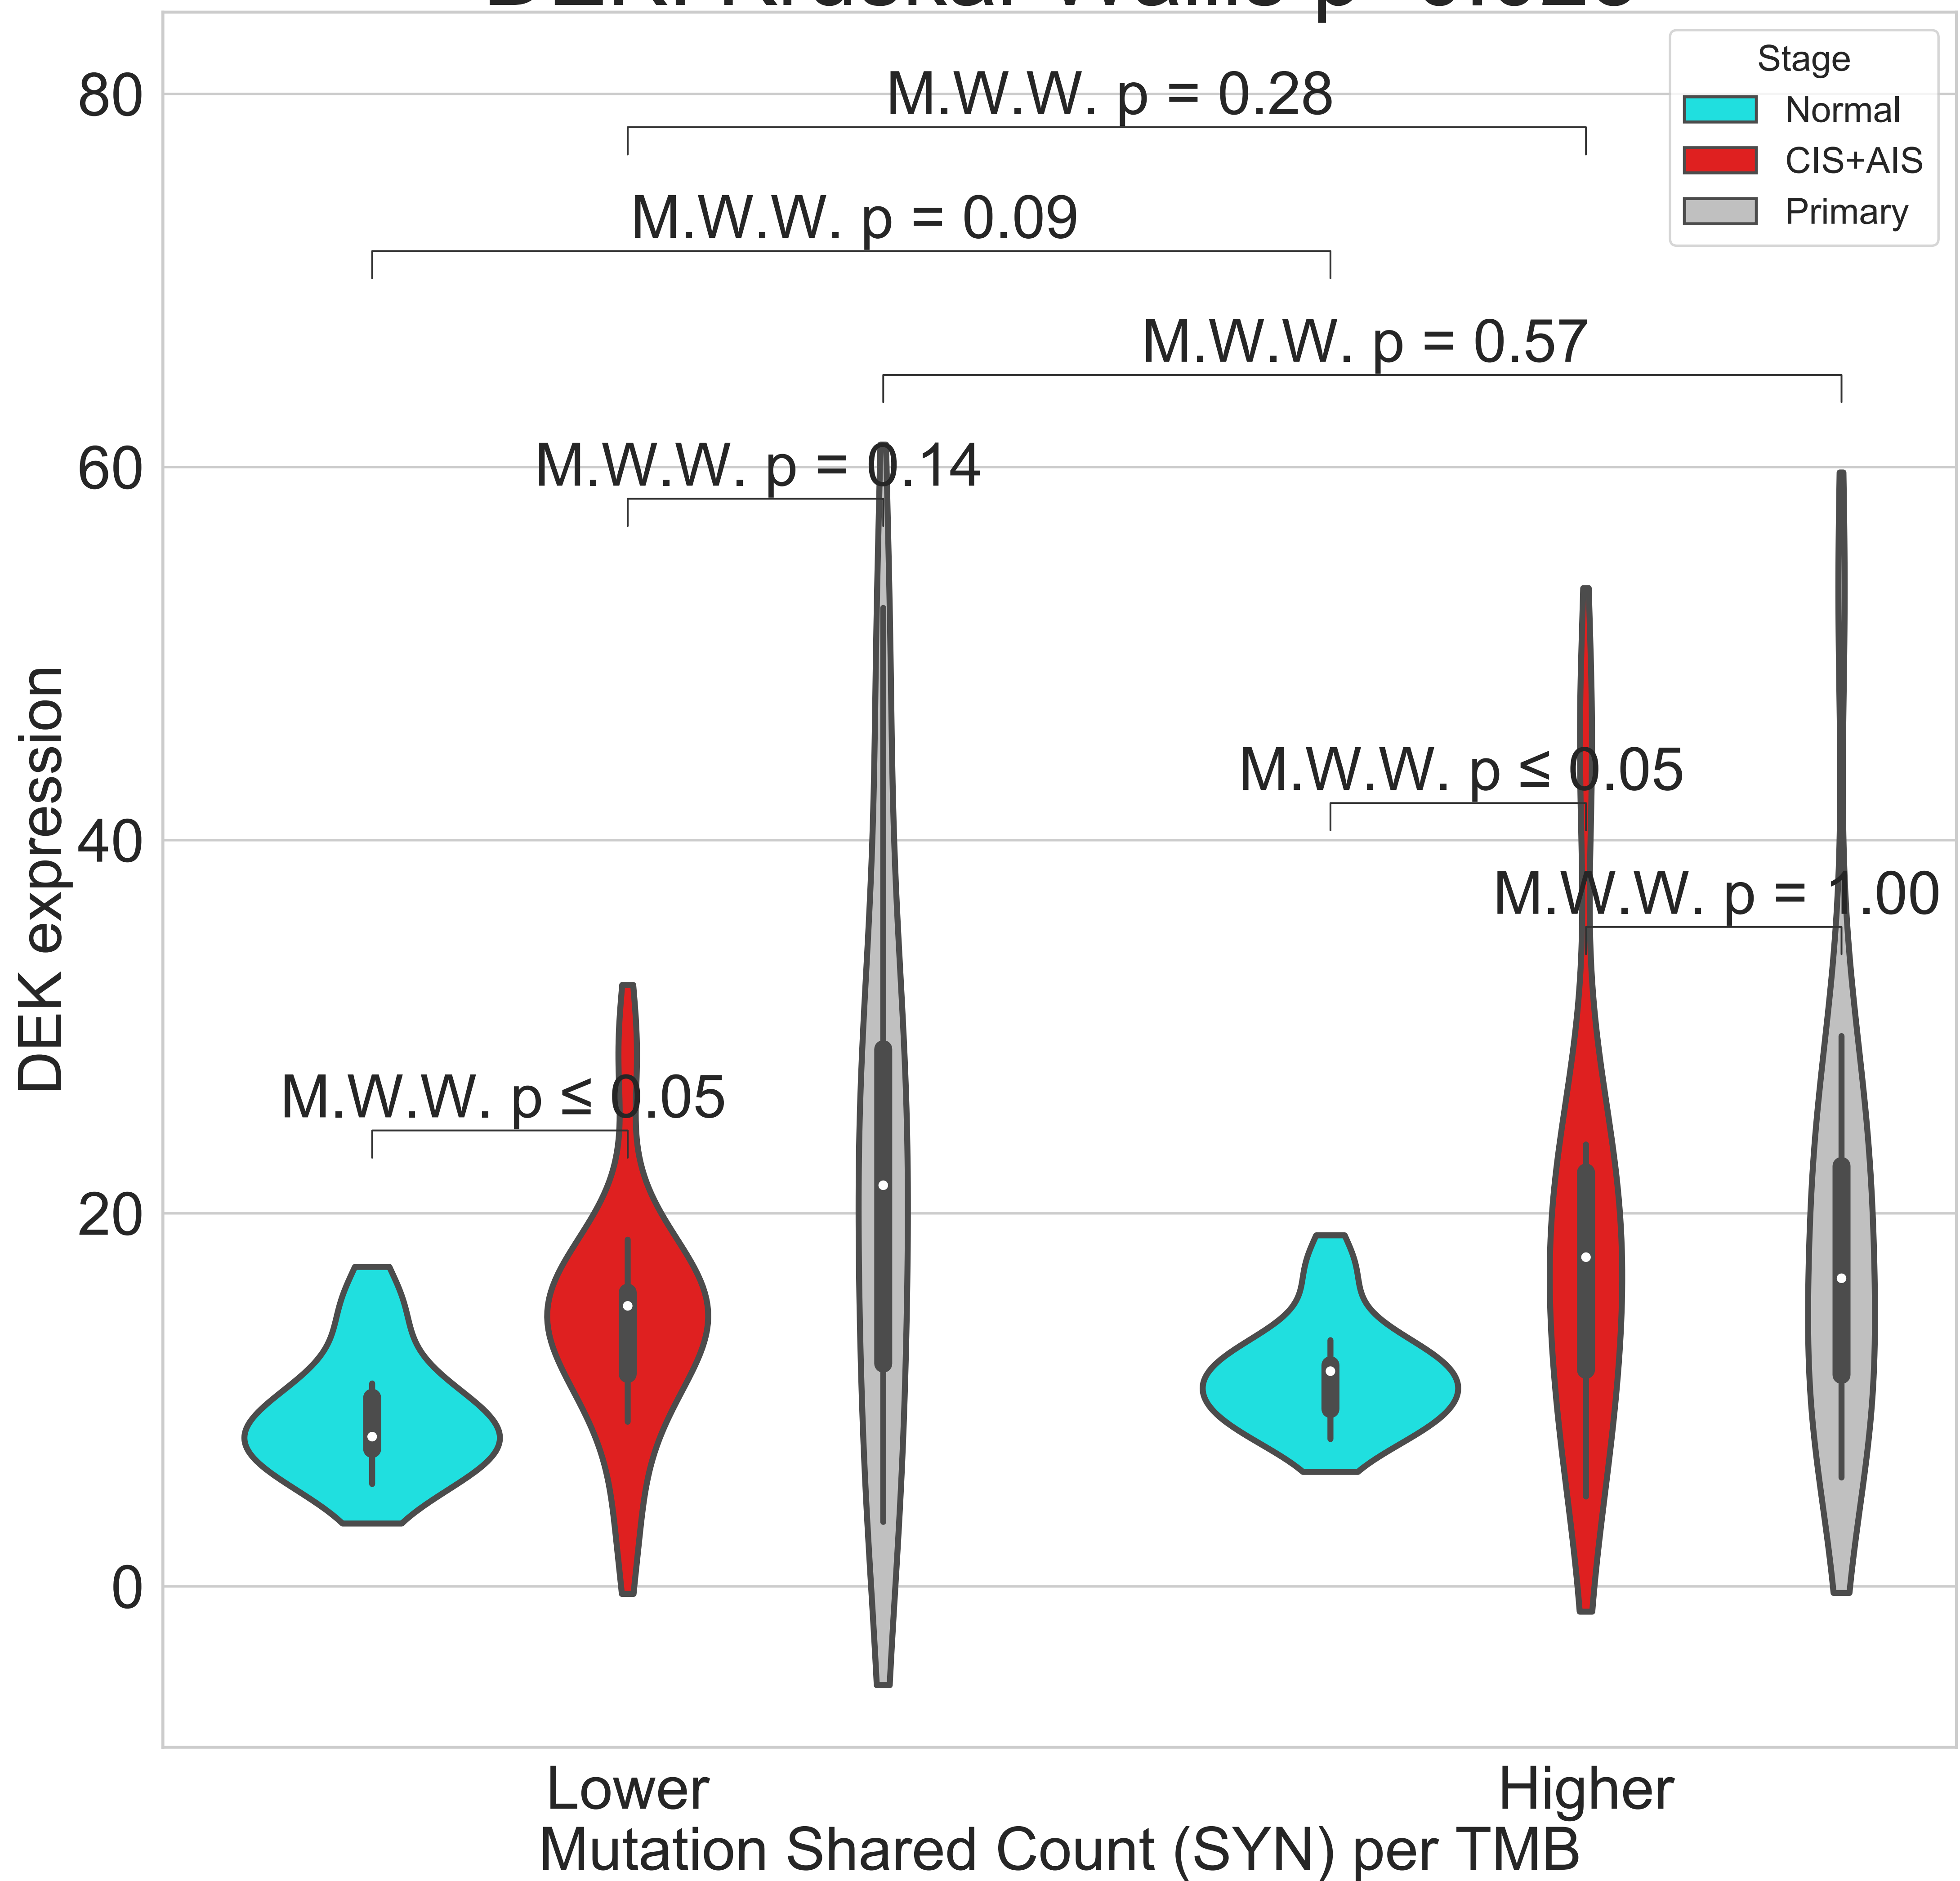 Stage
Normal
CIS+AIS
Primary
80
60
40
20
0
DEK expression
M.W.W. p = 0.28
M.W.W. p = 0.09
M.W.W. p = 0.57
M.W.W. p = 0.14
M.W.W. p ≤ 0.05
M.W.W. p = 1.00
M.W.W. p ≤ 0.05
Lower
Higher
Mutation Shared Count (SYN) per TMB